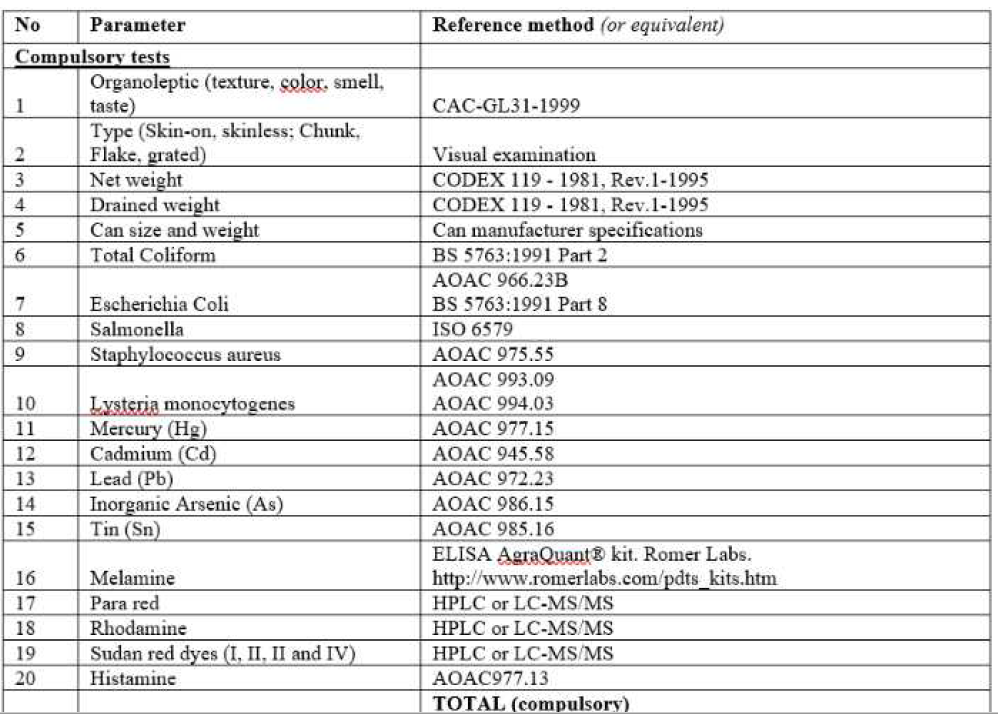 No Parameter Reference method (or equivalent)
Compulsory tests
Organoleptic (texture, color, smell,
1 taste) CAC-GL31-1999
Type (Skin-on, skinless; Chunk,
2 Flake, grated) Visual examination
3 Net weight CODEX 119 - 1981, Rev.1-1995
4 Drained weight CODEX 119 - 1981, Rev.1-1995
5 Can size and weight Can manufacturer specifications
6 Total Coliform BS 5763:1991 Part 2
AOAC 966.23B
7 Escherichia Coli BS 5763:1991 Part 8
8 Salmonella ISO 6579
9 Staphylococcus aureus AOAC 975.55
AOAC 993.09
10 Lysteria monocytogenes AOAC 994.03
11 Mercury (Hg) AOAC 977.15
12 Cadmium (Cd) AOAC 945.58
13 Lead (Pb) AOAC 972.23
14 Inorganic Arsenic (As) AOAC 986.15
15 Tin (Sn) AOAC 985.16
ELISA AgraQuant® kit. Romer Labs.
16 Melamine http://www.romerlabs.com/pdts_kits.htm
17 Para red HPLC or LC-MS/MS
18 Rhodamine HPLC or LC-MS/MS
19 Sudan red dyes (I, II, II and IV) HPLC or LC-MS/MS
20 Histamine AOAC977.13
TOTAL (compulsory)